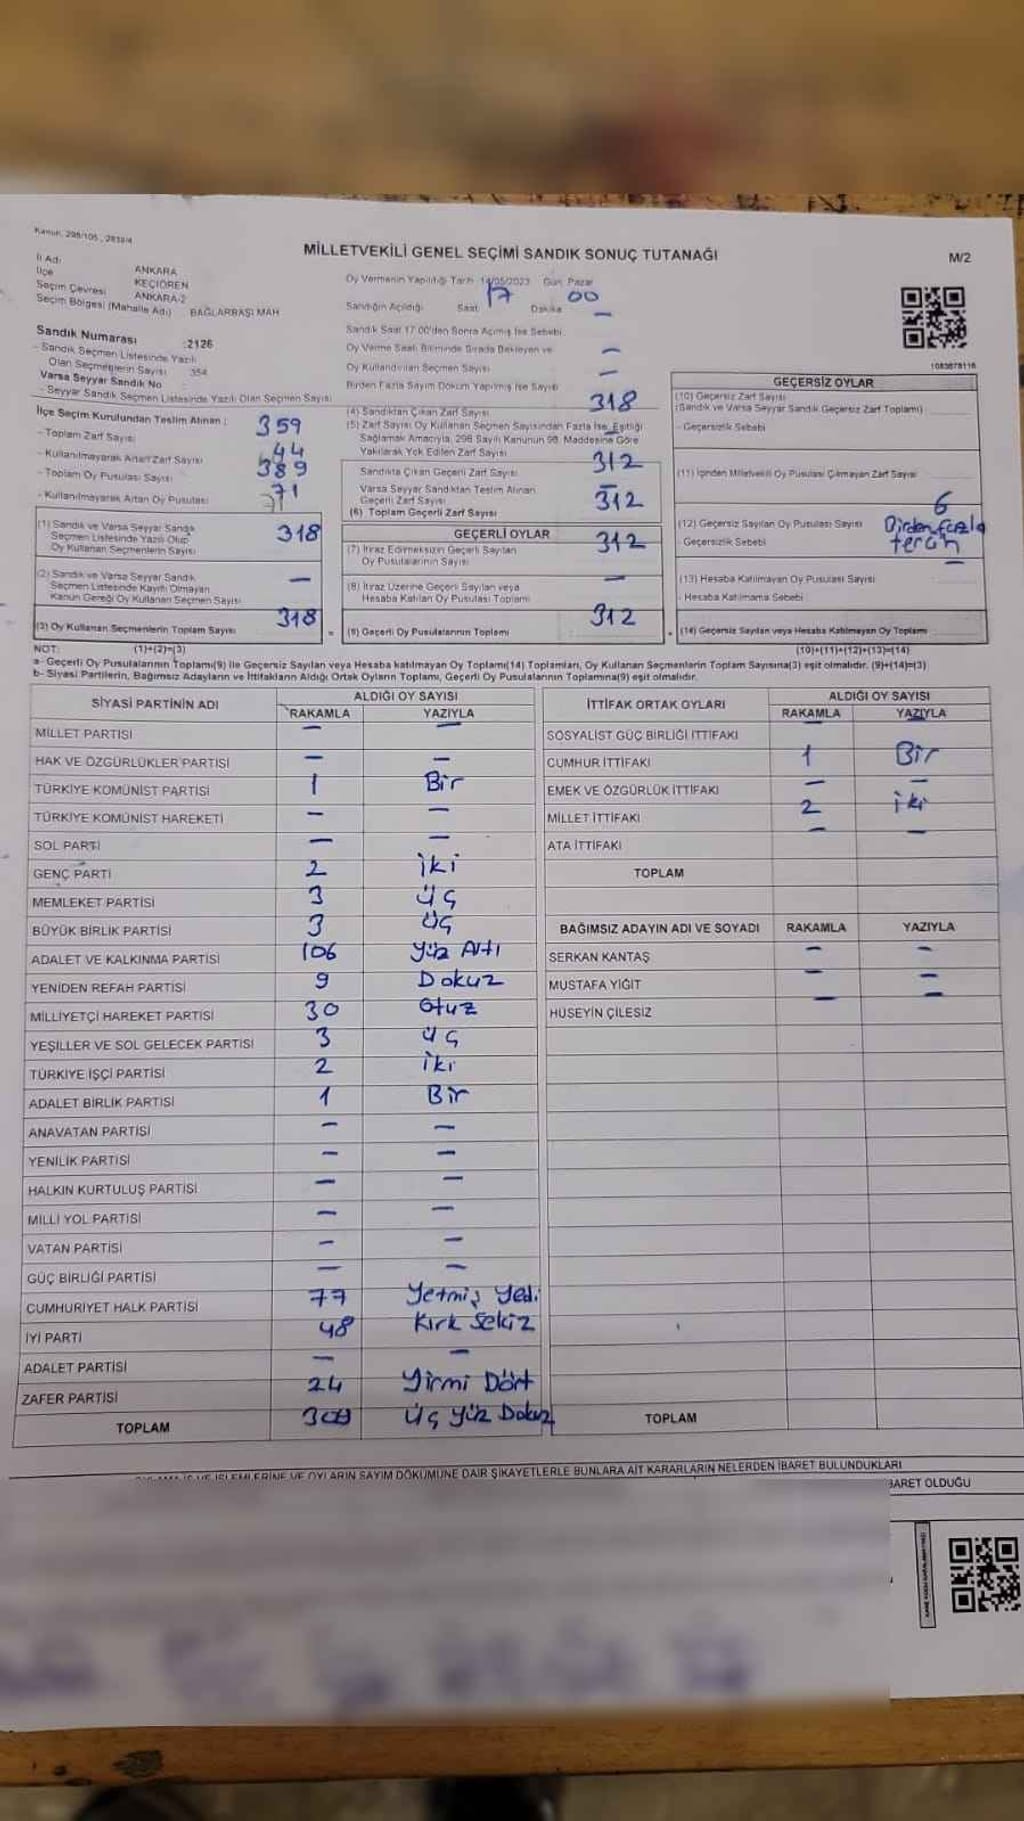 Kanun: 298/105, 2839/4
MİLLETVEKİLİ GENEL SEÇİMİ SANDIK SONUÇ TUTANAĞI
M/2
İl Adı ANKARA
İlçe KEÇİÖREN
Seçim Çevresi ANKARA-2
Seçim Bölgesi (Mahalle Adı) BAĞLARBAŞI MAH
Oy Vermenin Yapıldığı Tarih 14/05/2023 Gün Pazar
Sandığın Açıldığı Saat 17 Dakika 00
Sandık Saat 17.00'den Sonra Açılmış İse Sebebi —
Oy Verme Saati Bitiminde Sırada Bekleyen ve
Oy Kullandırılan Seçmen Sayısı —
Birden Fazla Sayım Döküm Yapılmış İse Sayısı —
Sandık Numarası :2126
- Sandık Seçmen Listesinde Yazılı
Olan Seçmenlerin Sayısı : 354
Varsa Seyyar Sandık No :
- Seyyar Sandık Seçmen Listesinde Yazılı Olan Seçmen Sayısı :
İlçe Seçim Kurulundan Teslim Alınan :
- Toplam Zarf Sayısı 359
- Kullanılmayarak Artan Zarf Sayısı 44
- Toplam Oy Pusulası Sayısı 389
- Kullanılmayarak Artan Oy Pusulası 71
(1) Sandık ve Varsa Seyyar Sandık
Seçmen Listesinde Yazılı Olup
Oy Kullanan Seçmenlerin Sayısı 318
(2) Sandık ve Varsa Seyyar Sandık
Seçmen Listesinde Kayıtlı Olmayan
Kanun Gereği Oy Kullanan Seçmen Sayısı —
(3) Oy Kullanan Seçmenlerin Toplam Sayısı 318
(4) Sandıktan Çıkan Zarf Sayısı 318
(5) Zarf Sayısı Oy Kullanan Seçmen Sayısından Fazla İse, Eşitliği
Sağlamak Amacıyla, 298 Sayılı Kanunun 98. Maddesine Göre
Yakılarak Yok Edilen Zarf Sayısı —
Sandıkta Çıkan Geçerli Zarf Sayısı 312
Varsa Seyyar Sandıktan Teslim Alınan
Geçerli Zarf Sayısı —
(6) Toplam Geçerli Zarf Sayısı 312
GEÇERLİ OYLAR
(7) İtiraz Edilmeksizin Geçerli Sayılan
Oy Pusulalarının Sayısı 312
(8) İtiraz Üzerine Geçerli Sayılan veya
Hesaba Katılan Oy Pusulası Toplamı —
= (9) Geçerli Oy Pusulalarının Toplamı 312
1083878116
GEÇERSİZ OYLAR
(10) Geçersiz Zarf Sayısı
(Sandık ve Varsa Seyyar Sandık Geçersiz Zarf Toplamı)
- Geçersizlik Sebebi
(11) İçinden Milletvekili Oy Pusulası Çıkmayan Zarf Sayısı
(12) Geçersiz Sayılan Oy Pusulası Sayısı 6
- Geçersizlik Sebebi Birden fazla
tercih
(13) Hesaba Katılmayan Oy Pusulası Sayısı —
- Hesaba Katılmama Sebebi
+ (14) Geçersiz Sayılan veya Hesaba Katılmayan Oy Toplamı
NOT: (1)+(2)=(3) (10)+(11)+(12)+(13)=(14)
a- Geçerli Oy Pusulalarının Toplamı(9) ile Geçersiz Sayılan veya Hesaba katılmayan Oy Toplamı(14) Toplamları, Oy Kullanan Seçmenlerin Toplam Sayısına(3) eşit olmalıdır. (9)+(14)=(3)
b- Siyasi Partilerin, Bağımsız Adayların ve İttifakların Aldığı Ortak Oyların Toplamı, Geçerli Oy Pusulalarının Toplamına(9) eşit olmalıdır.
SİYASİ PARTİNİN ADI ALDIĞI OY SAYISI
RAKAMLA YAZIYLA
MİLLET PARTİSİ — —
HAK VE ÖZGÜRLÜKLER PARTİSİ — —
TÜRKİYE KOMÜNİST PARTİSİ 1 Bir
TÜRKİYE KOMÜNİST HAREKETİ — —
SOL PARTİ — —
GENÇ PARTİ 2 iki
MEMLEKET PARTİSİ 3 üç
BÜYÜK BİRLİK PARTİSİ 3 üç
ADALET VE KALKINMA PARTİSİ 106 Yüz Altı
YENİDEN REFAH PARTİSİ 9 Dokuz
MİLLİYETÇİ HAREKET PARTİSİ 30 Otuz
YEŞİLLER VE SOL GELECEK PARTİSİ 3 üç
TÜRKİYE İŞÇİ PARTİSİ 2 iki
ADALET BİRLİK PARTİSİ 1 Bir
ANAVATAN PARTİSİ — —
YENİLİK PARTİSİ — —
HALKIN KURTULUŞ PARTİSİ — —
MİLLİ YOL PARTİSİ — —
VATAN PARTİSİ — —
GÜÇ BİRLİĞİ PARTİSİ — —
CUMHURİYET HALK PARTİSİ 77 Yetmiş Yedi
İYİ PARTİ 48 Kırk Sekiz
ADALET PARTİSİ — —
ZAFER PARTİSİ 24 Yirmi Dört
TOPLAM 309 Üç Yüz Dokuz
İTTİFAK ORTAK OYLARI ALDIĞI OY SAYISI
RAKAMLA YAZIYLA
SOSYALİST GÜÇ BİRLİĞİ İTTİFAKI — —
CUMHUR İTTİFAKI 1 Bir
EMEK VE ÖZGÜRLÜK İTTİFAKI — —
MİLLET İTTİFAKI 2 iki
ATA İTTİFAKI — —
TOPLAM
BAĞIMSIZ ADAYIN ADI VE SOYADI RAKAMLA YAZIYLA
SERKAN KANTAŞ — —
MUSTAFA YİĞİT — —
HÜSEYİN ÇİLESİZ — —
TOPLAM
İŞLEMLERİNE VE OYLARIN SAYIM DÖKÜMÜNE DAİR ŞİKAYETLERLE BUNLARA AİT KARARLARIN NELERDEN İBARET BULUNDUKLARI
İBARET OLDUĞU